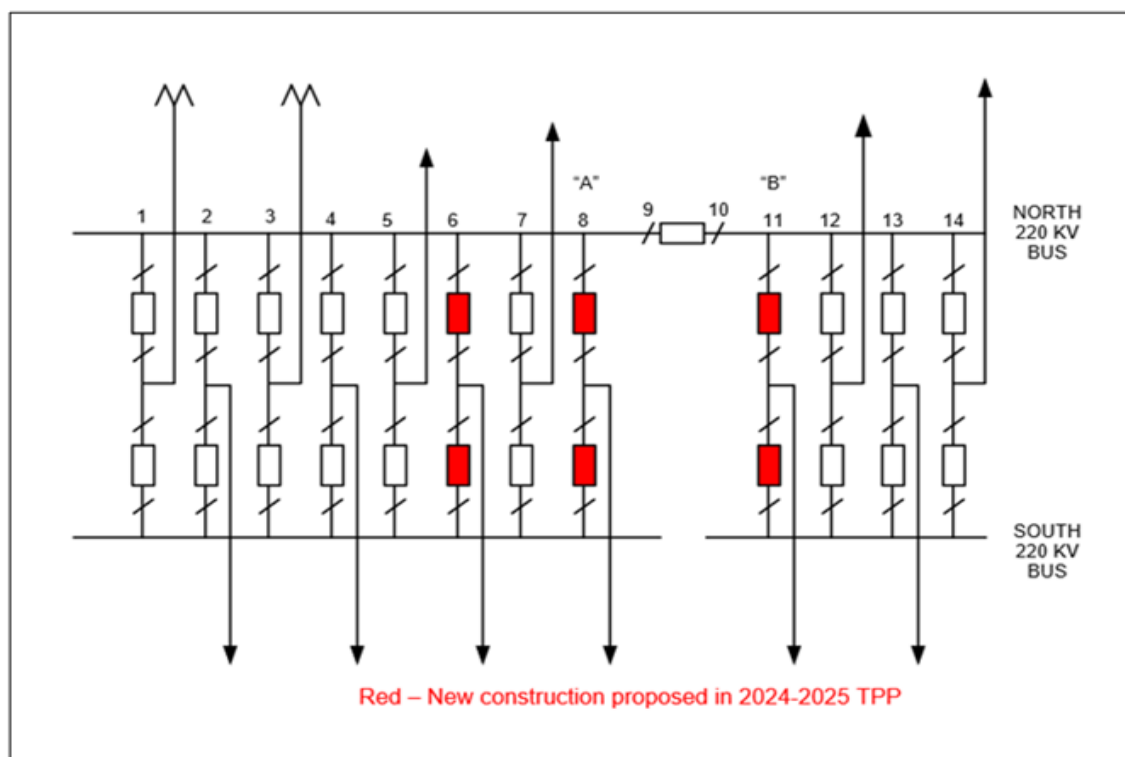 "A"
"B"
1 2 3 4 5 6 7 8 9 10 11 12 13 14
NORTH
220 KV
BUS
SOUTH
220 KV
BUS
Red – New construction proposed in 2024-2025 TPP